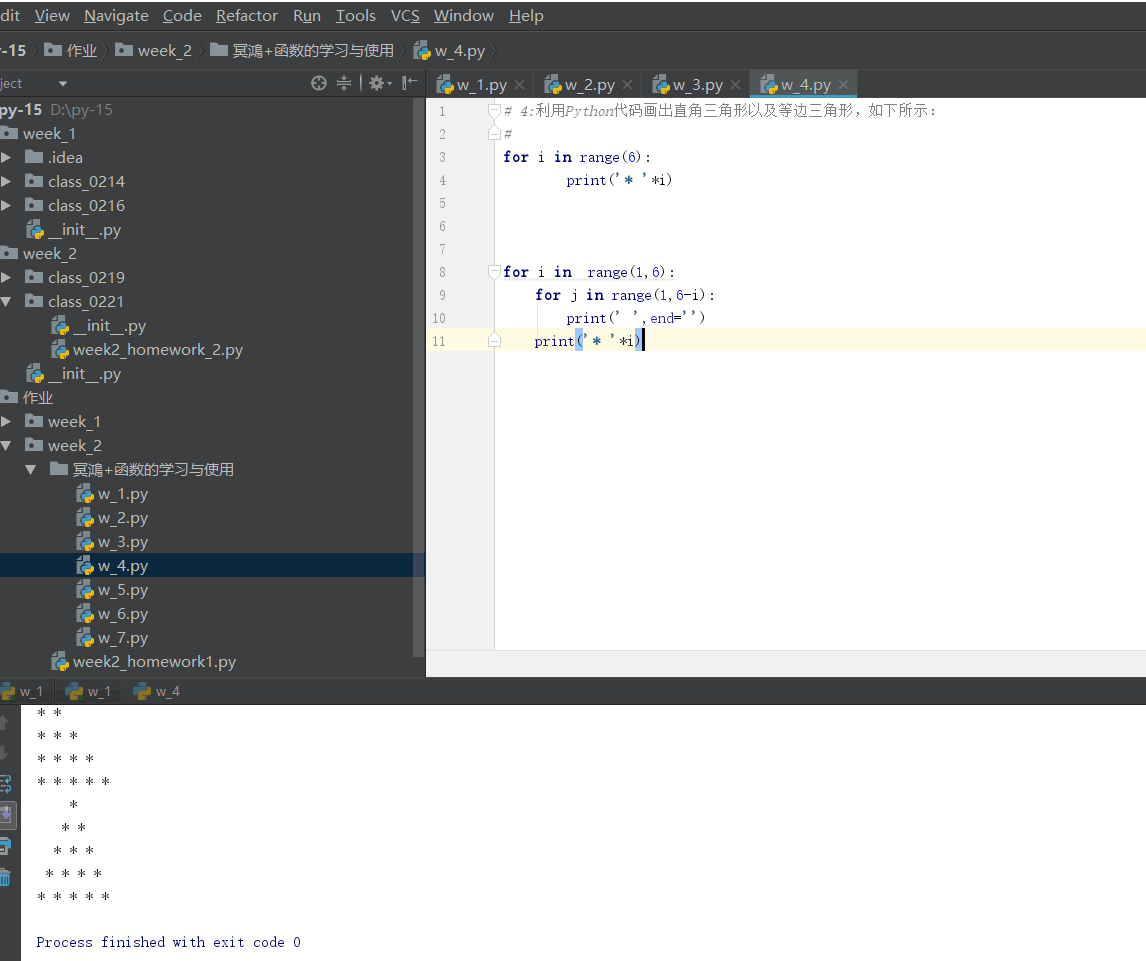 dit View Navigate Code Refactor Run Tools VCS Window Help
-15 作业 week_2 冥鸿+函数的学习与使用 w_4.py
ject
w_1.py w_2.py w_3.py w_4.py
py-15 D:\py-15
week_1
.idea
class_0214
class_0216
__init__.py
week_2
class_0219
class_0221
__init__.py
week2_homework_2.py
__init__.py
作业
week_1
week_2
冥鸿+函数的学习与使用
w_1.py
w_2.py
w_3.py
w_4.py
w_5.py
w_6.py
w_7.py
week2_homework1.py
1 # 4:利用Python代码画出直角三角形以及等边三角形，如下所示：
2 #
3 for i in range(6):
4         print('* '*i)
5
6
7
8 for i in  range(1,6):
9     for j in range(1,6-i):
10         print(' ',end='')
11     print('* '*i)
w_1 w_1 w_4
* *
* * *
* * * *
* * * * *
    *
   * *
  * * *
 * * * *
* * * * *
Process finished with exit code 0